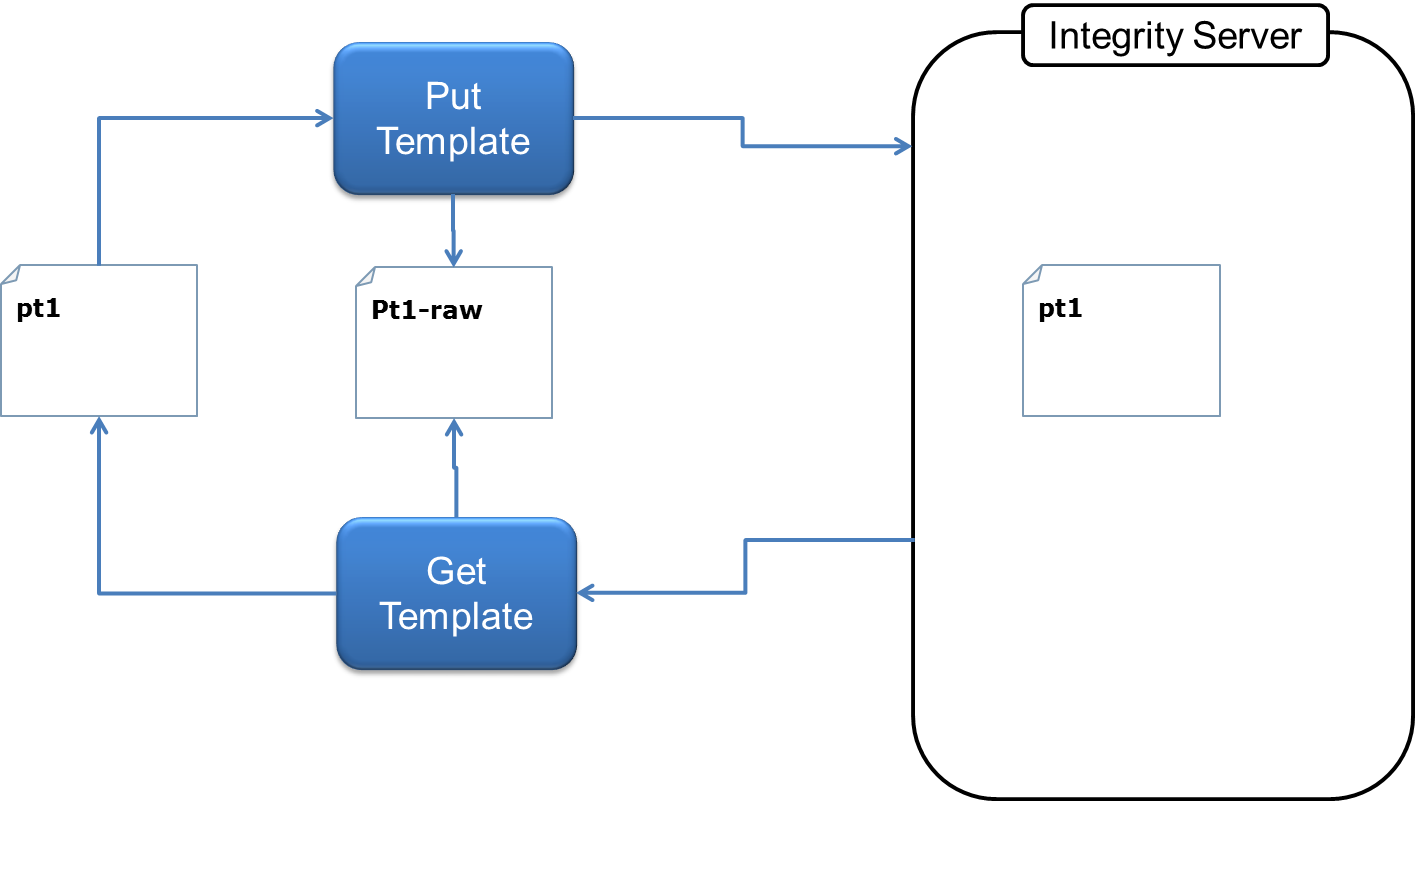 Integrity Server
Put
Template
pt1
Pt1-raw
pt1
Get
Template